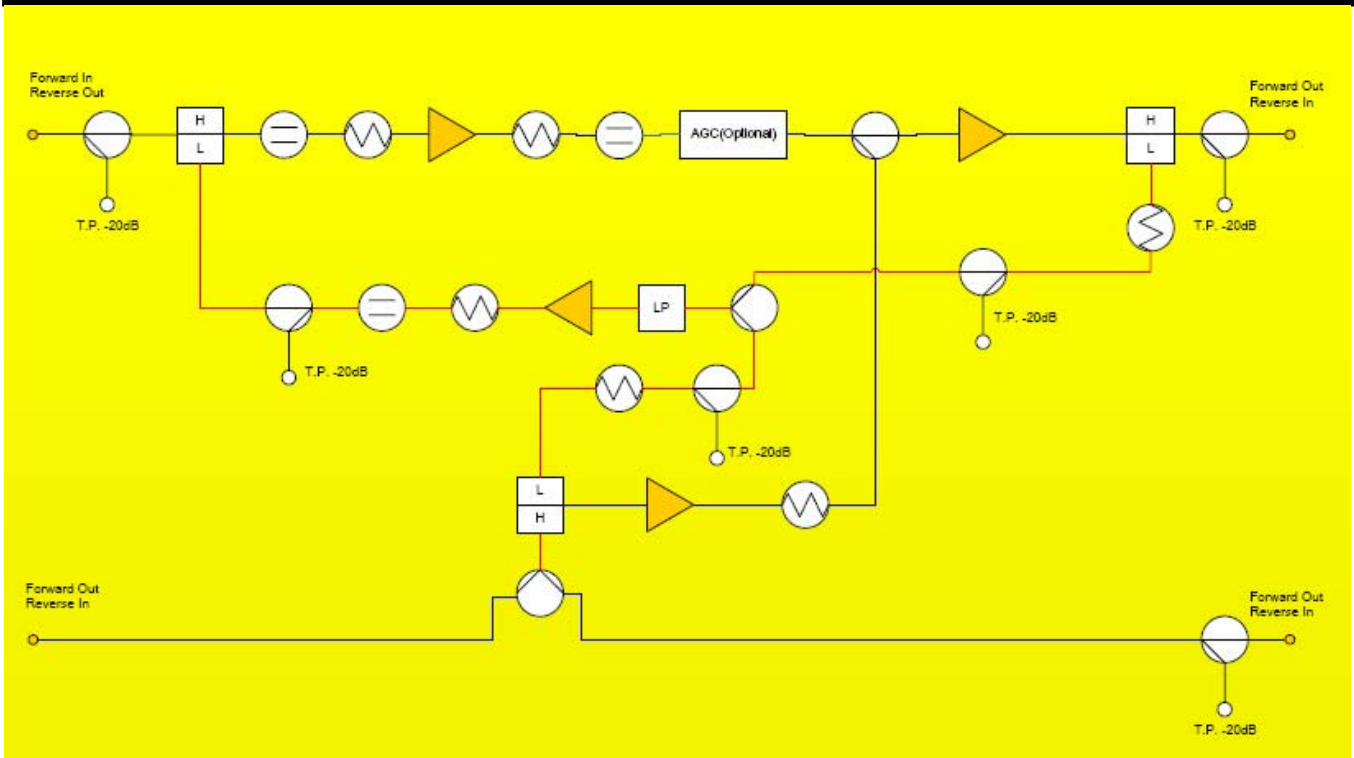 Forward In
Reverse Out
Forward Out
Reverse In
H
L
AGC(Optional)
H
L
T.P. -20dB
T.P. -20dB
LP
T.P. -20dB
T.P. -20dB
T.P. -20dB
L
H
Forward Out
Reverse In
Forward Out
Reverse In
T.P. -20dB